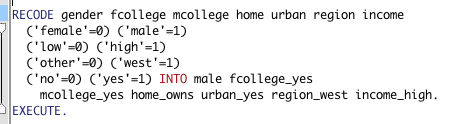 RECODE gender fcollege mcollege home urban region income
('female'=0) ('male'=1)
('low'=0) ('high'=1)
('other'=0) ('west'=1)
('no'=0) ('yes'=1) INTO male fcollege_yes
mcollege_yes home_owns urban_yes region_west income_high.
EXECUTE.